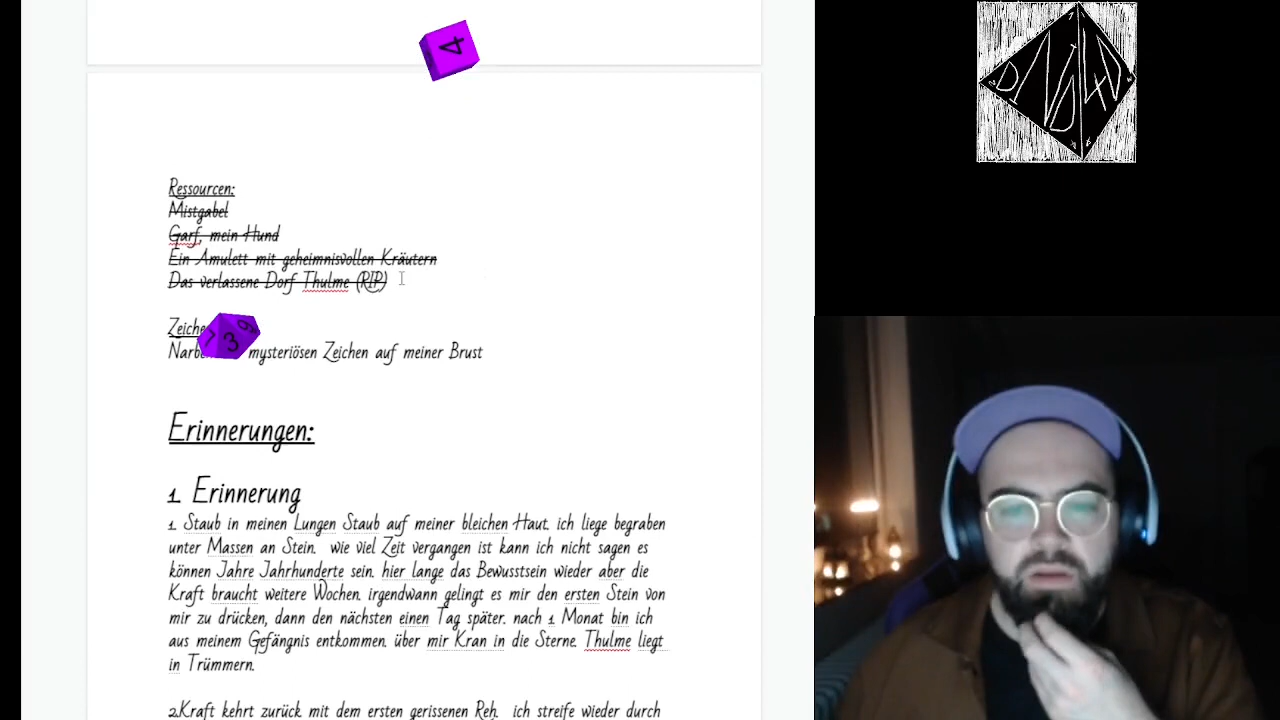 4
Ressourcen:
Mistgabel
Garf, mein Hund
Ein Amulett mit geheimnisvollen Kräutern
Das verlassene Dorf Thulme (RIP)
7 3 9
mysteriösen Zeichen auf meiner Brust
Erinnerungen:
1. Erinnerung
1. Staub in meinen Lungen Staub auf meiner bleichen Haut. ich liege begraben
unter Massen an Stein. wie viel Zeit vergangen ist kann ich nicht sagen es
können Jahre Jahrhunderte sein. hier lange das Bewusstsein wieder aber die
Kraft braucht weitere Wochen. irgendwann gelingt es mir den ersten Stein von
mir zu drücken, dann den nächsten einen Tag später. nach 1 Monat bin ich
aus meinem Gefängnis entkommen. über mir Kran in die Sterne. Thulme liegt
in Trümmern.
2.Kraft kehrt zurück mit dem ersten gerissenen Reh. ich streife wieder durch